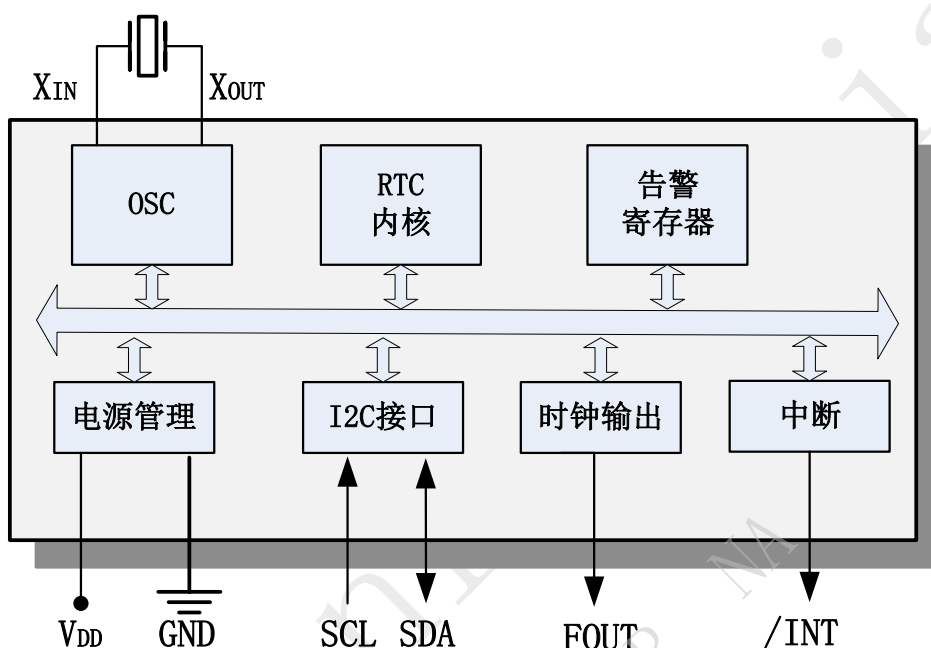 XIN
XOUT
OSC
RTC
内核
告警
寄存器
电源管理
I2C接口
时钟输出
中断
VDD
GND
SCL
SDA
FOUT
/INT
NA